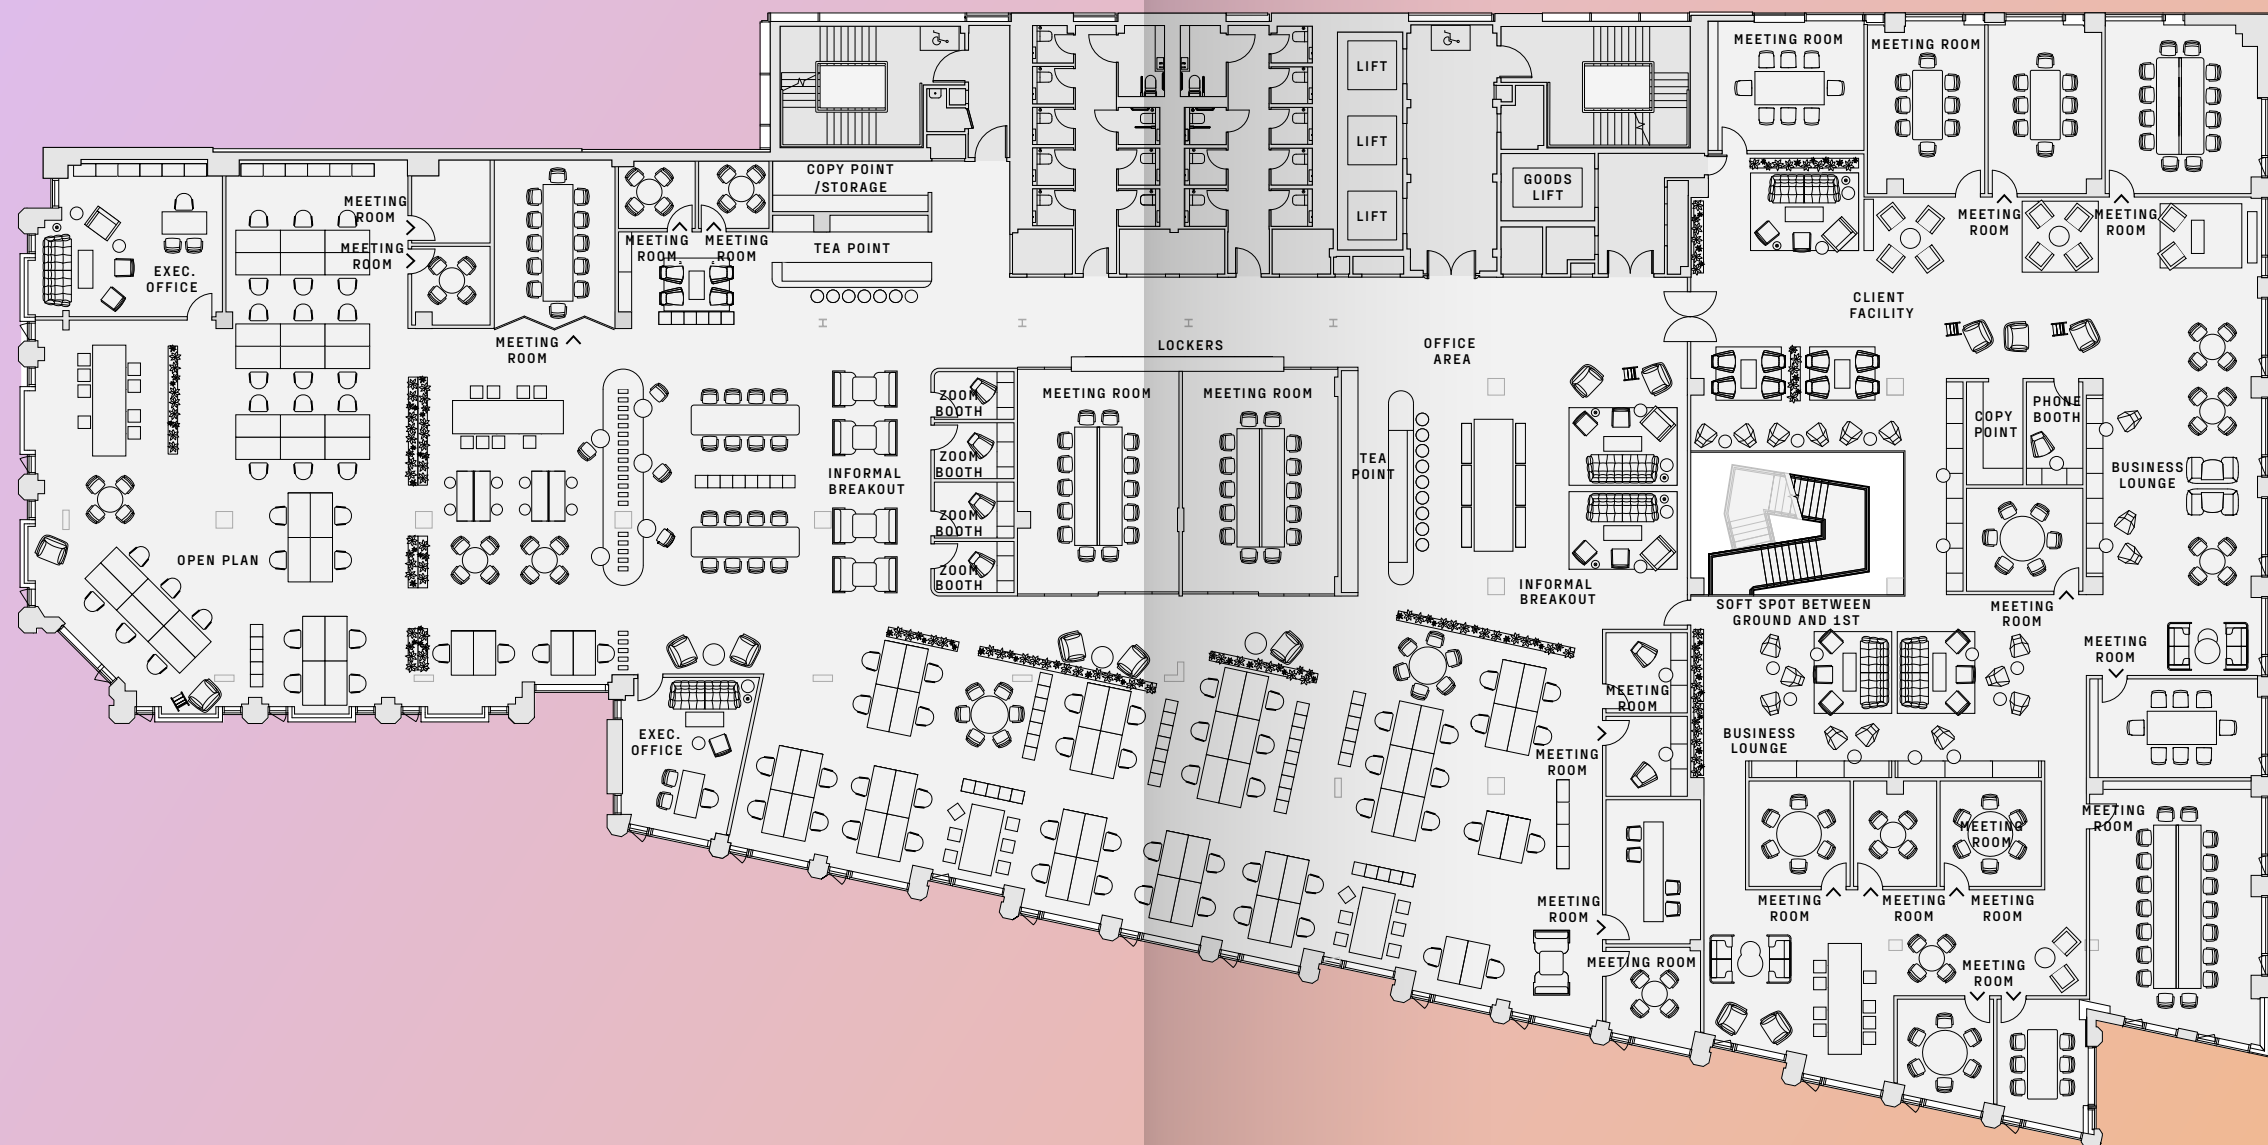 MEETING
ROOM
MEETING
ROOM
EXEC.
OFFICE
MEETING
ROOM
MEETING
ROOM
MEETING
ROOM
COPY POINT
/STORAGE
TEA POINT
LIFT
LIFT
LIFT
GOODS
LIFT
MEETING ROOM
MEETING ROOM
MEETING
ROOM
MEETING
ROOM
CLIENT
FACILITY
LOCKERS
OFFICE
AREA
ZOOM
BOOTH
ZOOM
BOOTH
ZOOM
BOOTH
ZOOM
BOOTH
MEETING ROOM
MEETING ROOM
INFORMAL
BREAKOUT
TEA
POINT
COPY
POINT
PHONE
BOOTH
BUSINESS
LOUNGE
OPEN PLAN
INFORMAL
BREAKOUT
SOFT SPOT BETWEEN
GROUND AND 1ST
MEETING
ROOM
MEETING
ROOM
EXEC.
OFFICE
MEETING
ROOM
MEETING
ROOM
BUSINESS
LOUNGE
MEETING
ROOM
MEETING
ROOM
MEETING
ROOM
MEETING
ROOM
MEETING
ROOM
MEETING
ROOM
MEETING ROOM
MEETING
ROOM